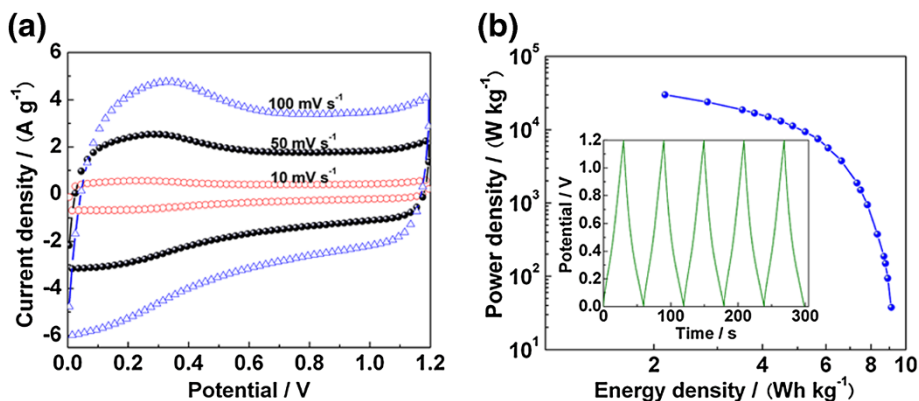 (a)
Current density / (A g⁻¹)
6
4
2
0
-2
-4
-6
100 mV s⁻¹
50 mV s⁻¹
10 mV s⁻¹
0.0 0.2 0.4 0.6 0.8 1.0 1.2
Potential / V
(b)
Power density / (W kg⁻¹)
10⁵
10⁴
10³
10²
10¹
Potential / V
1.2
1.0
0.8
0.6
0.4
0.2
0.0
0 100 200 300
Time / s
2 4 6 8 10
Energy density / (Wh kg⁻¹)